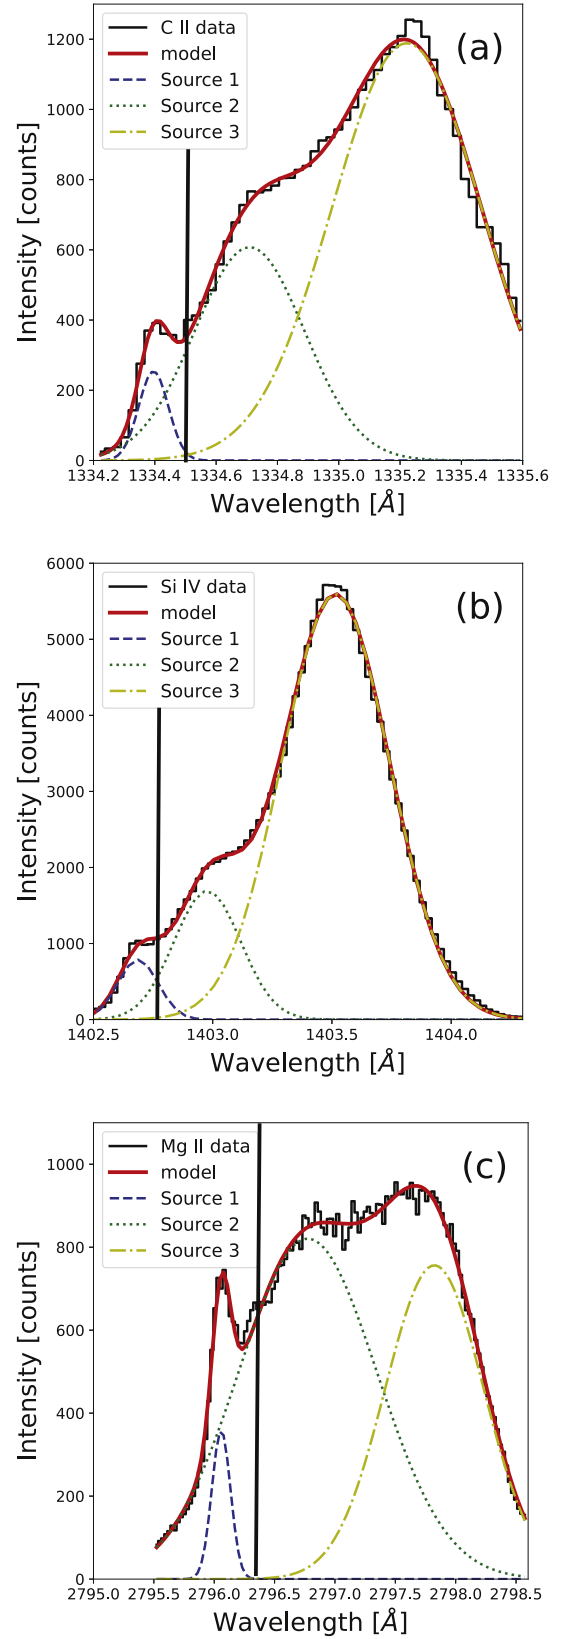 C II data
model
Source 1
Source 2
Source 3
(a)
Intensity [counts]
1200
1000
800
600
400
200
0
1334.2 1334.4 1334.6 1334.8 1335.0 1335.2 1335.4 1335.6
Wavelength [Å]
Si IV data
model
Source 1
Source 2
Source 3
(b)
Intensity [counts]
6000
5000
4000
3000
2000
1000
0
1402.5 1403.0 1403.5 1404.0
Wavelength [Å]
Mg II data
model
Source 1
Source 2
Source 3
(c)
Intensity [counts]
1000
800
600
400
200
0
2795.0 2795.5 2796.0 2796.5 2797.0 2797.5 2798.0 2798.5
Wavelength [Å]